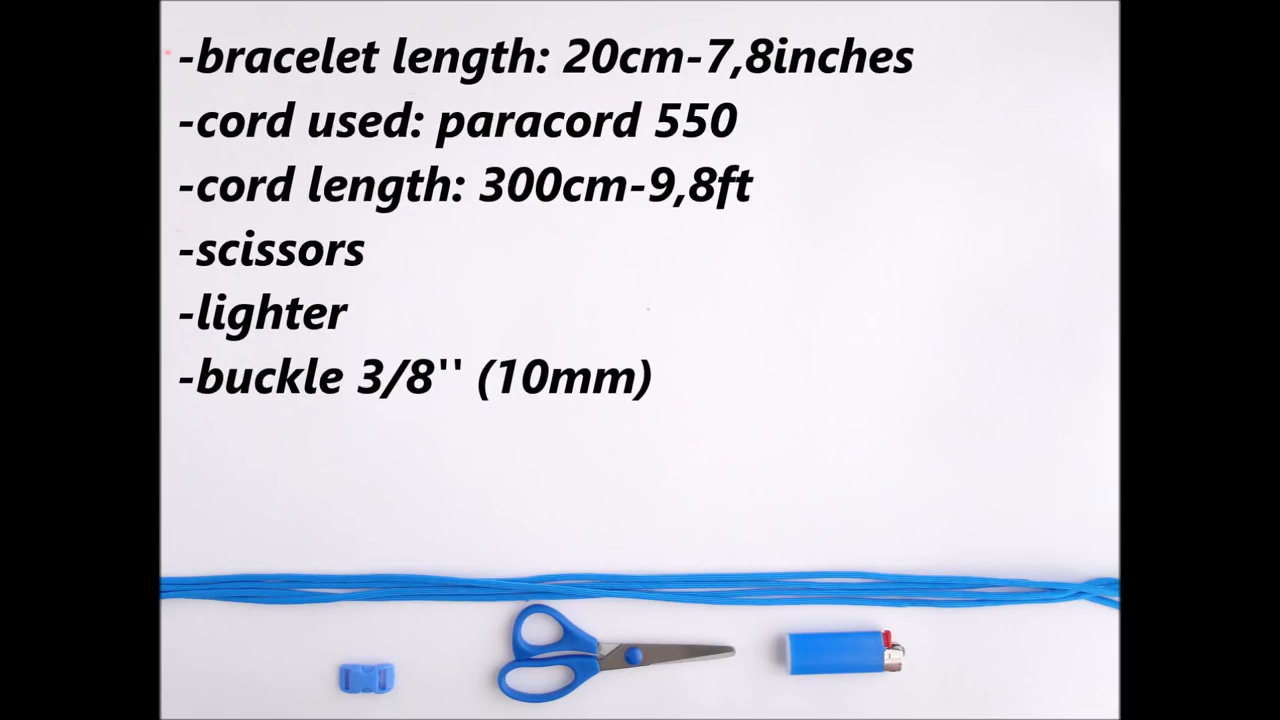 -bracelet length: 20cm-7,8inches
-cord used: paracord 550
-cord length: 300cm-9,8ft
-scissors
-lighter
-buckle 3/8'' (10mm)